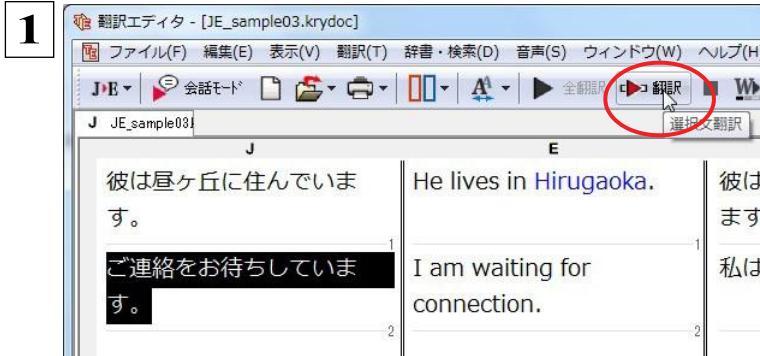 1
翻訳エディタ - [JE_sample03.krydoc]
ファイル(F) 編集(E) 表示(V) 翻訳(T) 辞書・検索(D) 音声(S) ウィンドウ(W) ヘルプ(H
J▸E 会話モード A 全翻訳 翻訳 W
J JE_sample03
選択文翻訳
J E
彼は昼ヶ丘に住んでいま He lives in Hirugaoka. 彼は
す。 ます
1 1
ご連絡をお待ちしていま I am waiting for 私は
す。 connection.
2 2